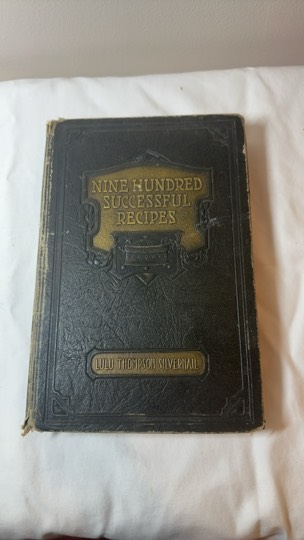 NINE HUNDRED
SUCCESSFUL
RECIPES
LULU THOMPSON SILVERNAIL